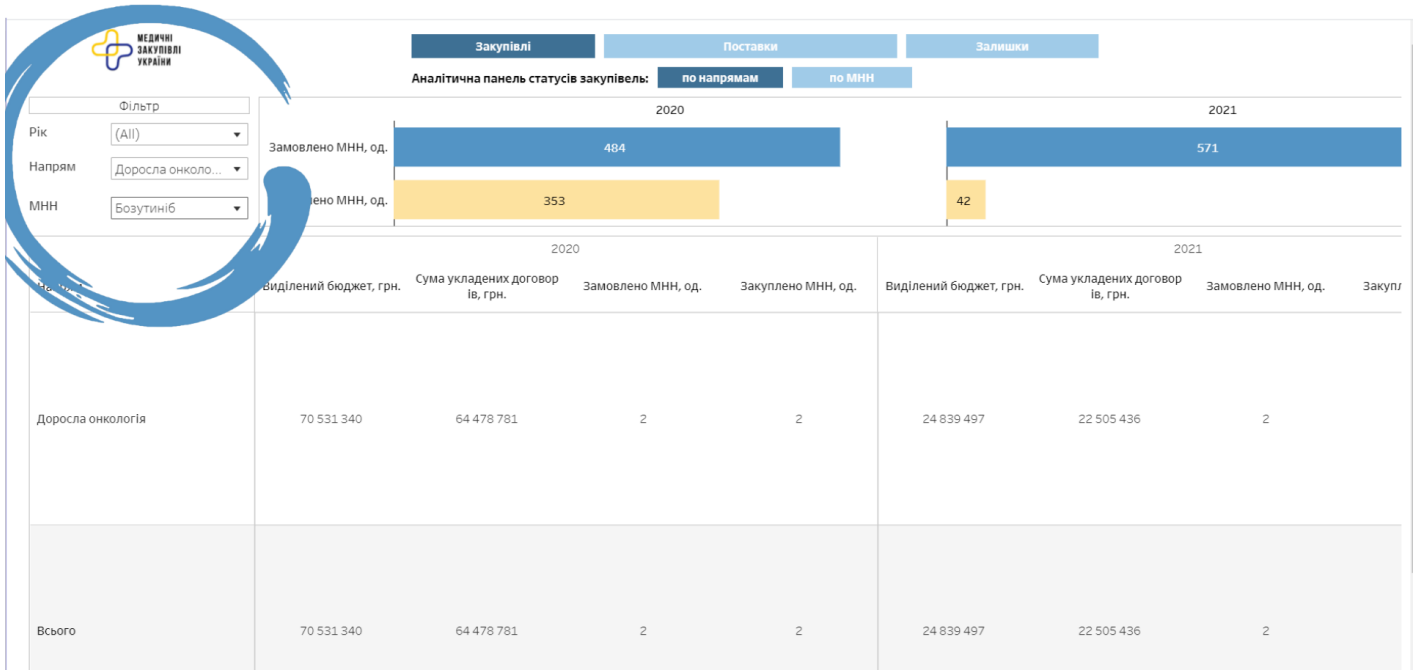 МЕДИЧНІ
ЗАКУПІВЛІ
УКРАЇНИ
Закупівлі Поставки Залишки
Аналітична панель статусів закупівель: по напрямам по МНН
Фільтр
2020 2021
Рік (All)
Замовлено МНН, од. 484 571
Напрям Доросла онколо...
МНН Бозутиніб
МНН, од. 353 42
2020 2021
Виділений бюджет, грн. Сума укладених договор
ів, грн. Замовлено МНН, од. Закуплено МНН, од. Виділений бюджет, грн. Сума укладених договор
ів, грн. Замовлено МНН, од.
Доросла онкологія 70 531 340 64 478 781 2 2 24 839 497 22 505 436 2
Всього 70 531 340 64 478 781 2 2 24 839 497 22 505 436 2